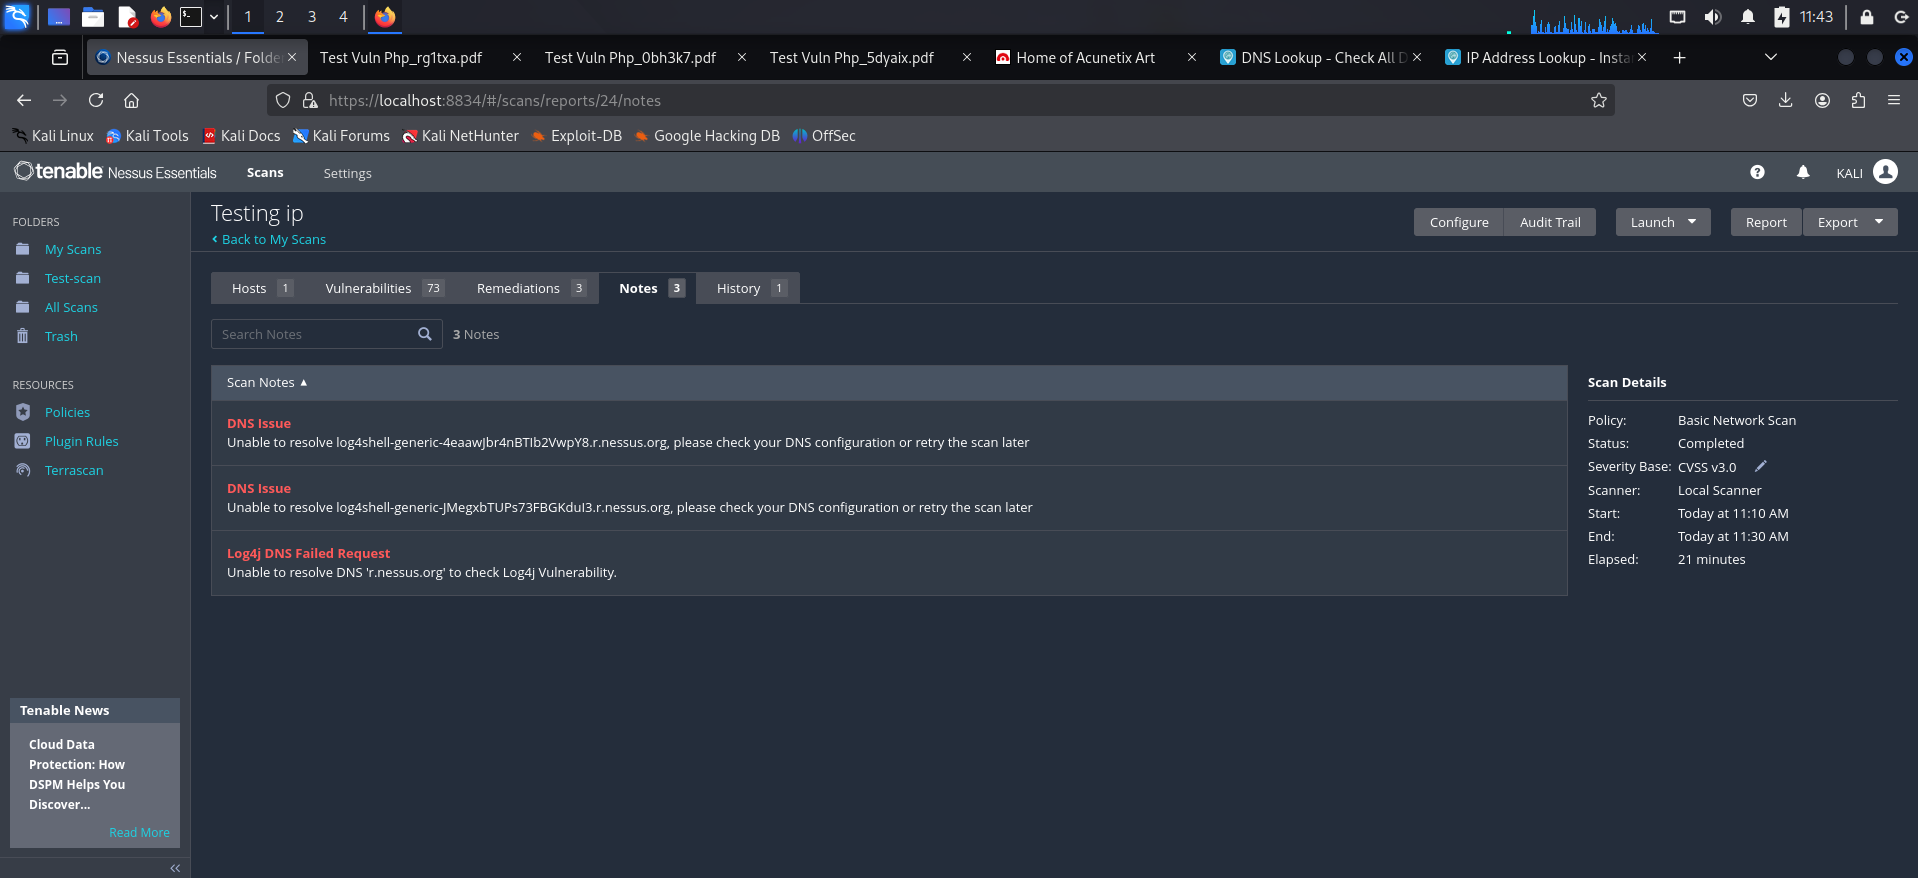 1 2 3 4 11:43
Nessus Essentials / Folde
Test Vuln Php_rg1txa.pdf
Test Vuln Php_0bh3k7.pdf
Test Vuln Php_5dyaix.pdf
Home of Acunetix Art
DNS Lookup - Check All D
IP Address Lookup - Insta
https://localhost:8834/#/scans/reports/24/notes
Kali Linux Kali Tools Kali Docs Kali Forums Kali NetHunter Exploit-DB Google Hacking DB OffSec
tenable Nessus Essentials Scans Settings KALI
FOLDERS
My Scans
Test-scan
All Scans
Trash
RESOURCES
Policies
Plugin Rules
Terrascan
Tenable News
Cloud Data
Protection: How
DSPM Helps You
Discover...
Read More
Testing ip
Back to My Scans
Configure Audit Trail Launch Report Export
Hosts 1 Vulnerabilities 73 Remediations 3 Notes 3 History 1
Search Notes 3 Notes
Scan Notes
DNS Issue
Unable to resolve log4shell-generic-4eaawJbr4nBTIb2VwpY8.r.nessus.org, please check your DNS configuration or retry the scan later
DNS Issue
Unable to resolve log4shell-generic-JMegxbTUPs73FBGKduI3.r.nessus.org, please check your DNS configuration or retry the scan later
Log4j DNS Failed Request
Unable to resolve DNS 'r.nessus.org' to check Log4j Vulnerability.
Scan Details
Policy: Basic Network Scan
Status: Completed
Severity Base: CVSS v3.0
Scanner: Local Scanner
Start: Today at 11:10 AM
End: Today at 11:30 AM
Elapsed: 21 minutes